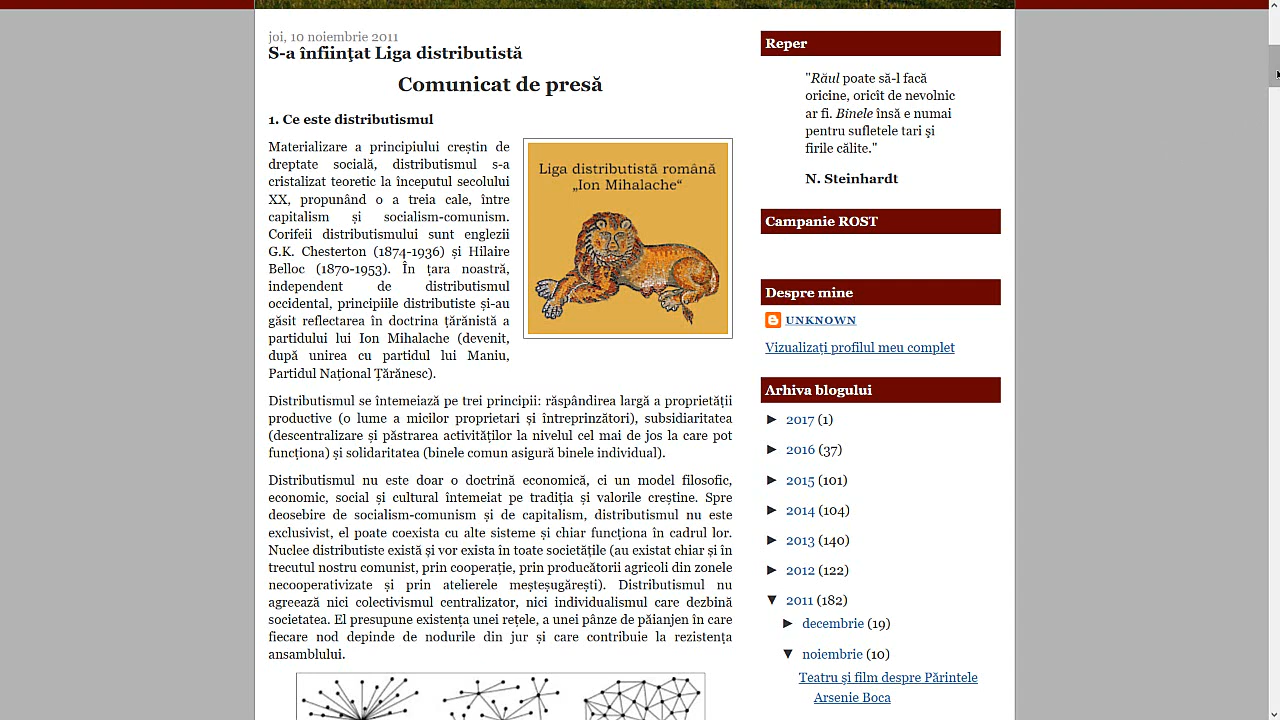 joi, 10 noiembrie 2011
S-a înfiinţat Liga distributistă
Comunicat de presă
1. Ce este distributismul
Materializare a principiului creștin de
dreptate socială, distributismul s-a
cristalizat teoretic la începutul secolului
XX, propunând o a treia cale, între
capitalism și socialism-comunism.
Corifeii distributismului sunt englezii
G.K. Chesterton (1874-1936) și Hilaire
Belloc (1870-1953). În țara noastră,
independent de distributismul
occidental, principiile distributiste și-au
găsit reflectarea în doctrina țărănistă a
partidului lui Ion Mihalache (devenit,
după unirea cu partidul lui Maniu,
Partidul Național Țărănesc).
Liga distributistă română
„Ion Mihalache“
Distributismul se întemeiază pe trei principii: răspândirea largă a proprietății
productive (o lume a micilor proprietari și întreprinzători), subsidiaritatea
(descentralizare și păstrarea activităților la nivelul cel mai de jos la care pot
funcționa) și solidaritatea (binele comun asigură binele individual).
Distributismul nu este doar o doctrină economică, ci un model filosofic,
economic, social și cultural întemeiat pe tradiția și valorile creștine. Spre
deosebire de socialism-comunism și de capitalism, distributismul nu este
exclusivist, el poate coexista cu alte sisteme și chiar funcţiona în cadrul lor.
Nuclee distributiste există și vor exista în toate societățile (au existat chiar și în
trecutul nostru comunist, prin cooperație, prin producătorii agricoli din zonele
necooperativizate și prin atelierele meșteșugărești). Distributismul nu
agreează nici colectivismul centralizator, nici individualismul care dezbină
societatea. El presupune existența unei rețele, a unei pânze de păianjen în care
fiecare nod depinde de nodurile din jur și care contribuie la rezistența
ansamblului.
Reper
"Răul poate să-l facă
oricine, oricît de nevolnic
ar fi. Binele însă e numai
pentru sufletele tari şi
firile călite."
N. Steinhardt
Campanie ROST
Despre mine
UNKNOWN
Vizualizați profilul meu complet
Arhiva blogului
► 2017 (1)
► 2016 (37)
► 2015 (101)
► 2014 (104)
► 2013 (140)
► 2012 (122)
▼ 2011 (182)
► decembrie (19)
▼ noiembrie (10)
Teatru şi film despre Părintele
Arsenie Boca